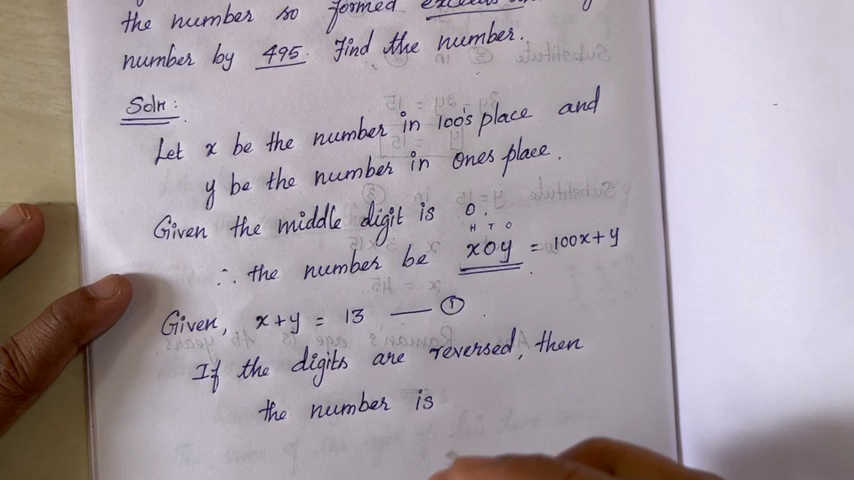 the number so formed exceeds
number by 495. Find the number.
Soln:
Let x be the number in 100's place and
y be the number in Ones place.
Given the middle digit is 0.
H T O
∴ the number be x0y = 100x+y
Given, x+y = 13 — ①.
If the digits are reversed, then
the number is